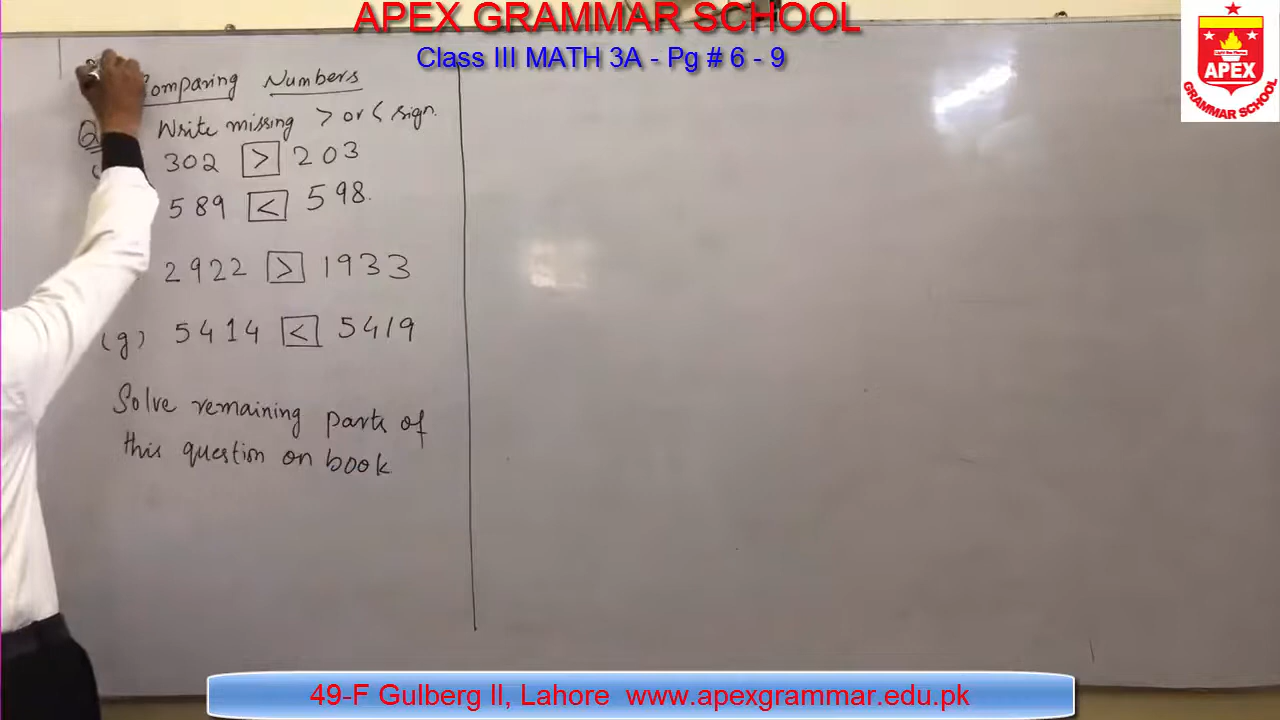 APEX GRAMMAR SCHOOL
Class III MATH 3A - Pg # 6 - 9
APEX
GRAMMAR SCHOOL
Comparing Numbers
Q
Write missing > or < sign.
302 > 203
589 < 598.
2922 > 1933
(g) 5414 < 5419
Solve remaining parts of
this question on book
49-F Gulberg II, Lahore www.apexgrammar.edu.pk